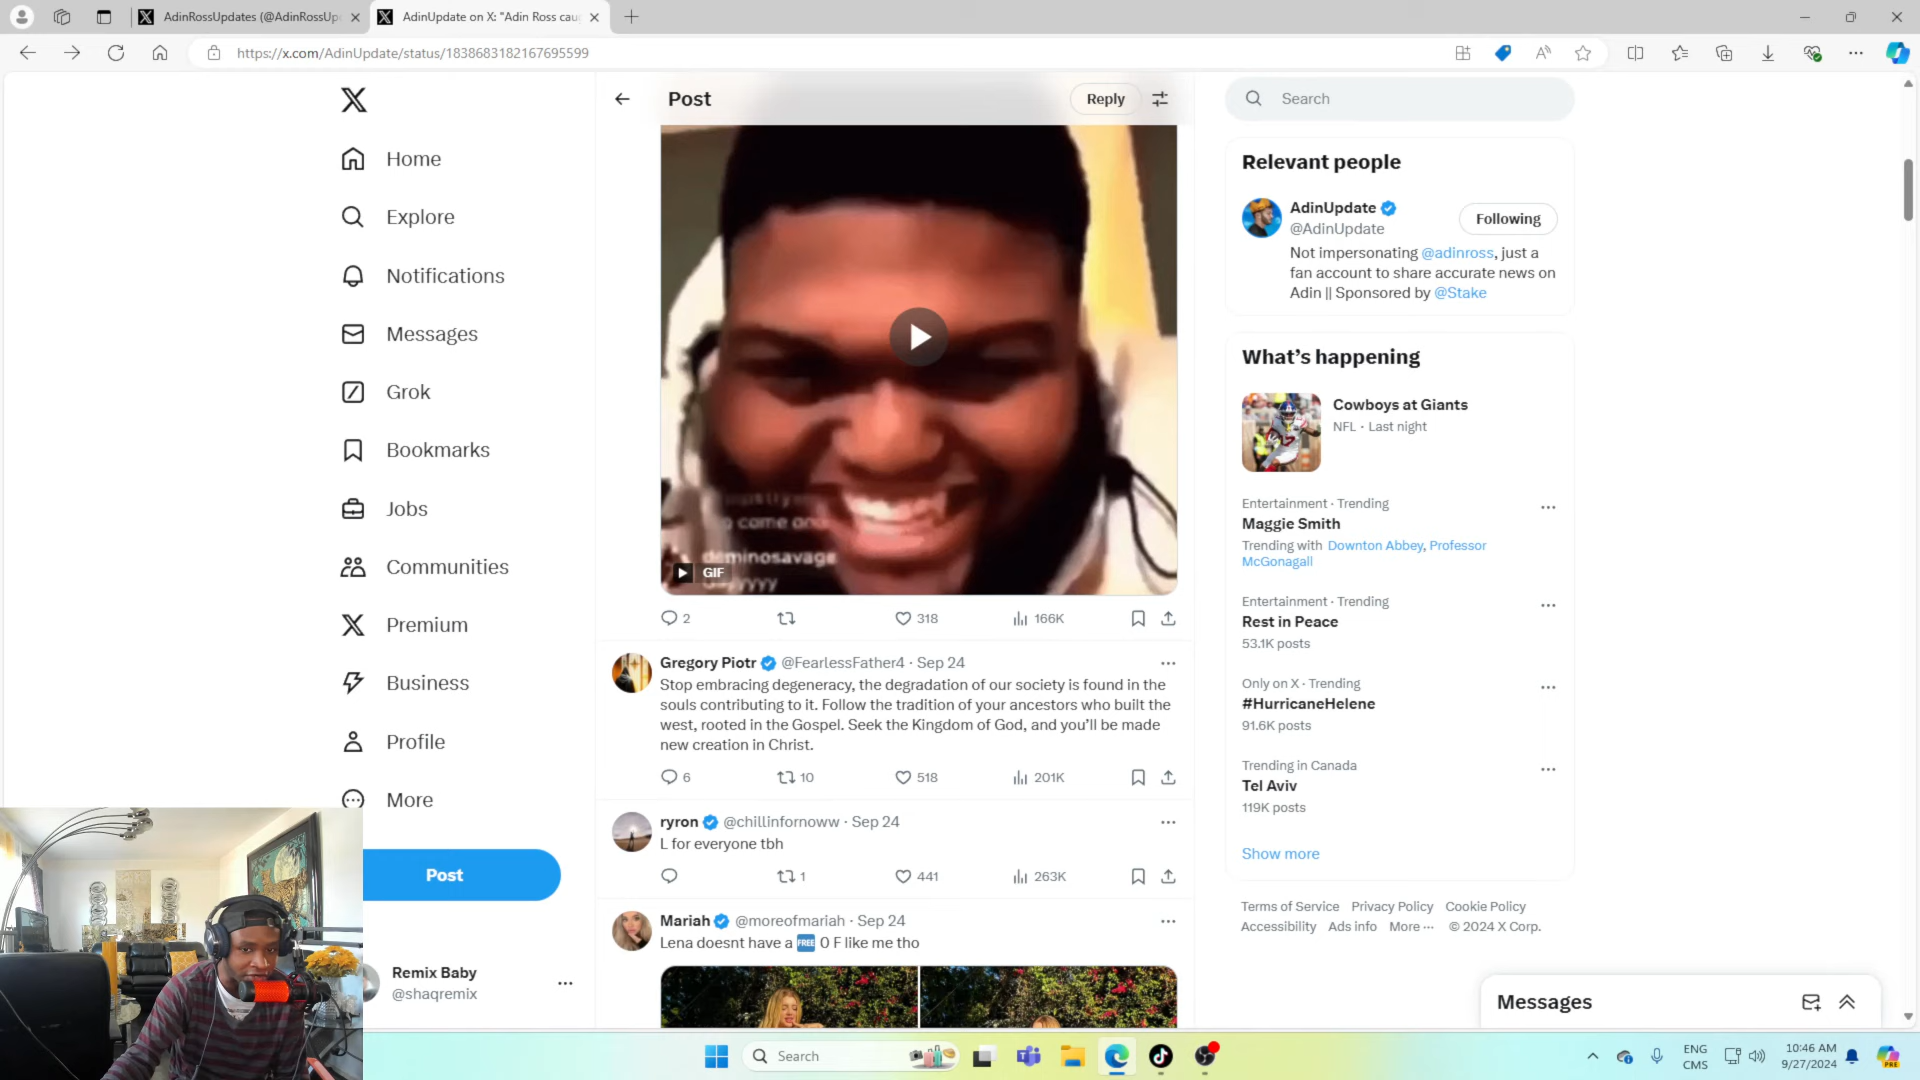 AdinRossUpdates (@AdinRossUp
AdinUpdate on X: "Adin Ross cau
https://x.com/AdinUpdate/status/1838683182167695599
Home
Explore
Notifications
Messages
Grok
Bookmarks
Jobs
Communities
Premium
Business
Profile
More
Post
Remix Baby
@shaqremix
Post
Reply
deminosavage
GIF
2
318
166K
Gregory Piotr @FearlessFather4 · Sep 24
Stop embracing degeneracy, the degradation of our society is found in the
souls contributing to it. Follow the tradition of your ancestors who built the
west, rooted in the Gospel. Seek the Kingdom of God, and you'll be made
new creation in Christ.
6
10
518
201K
ryron @chillinfornoww · Sep 24
L for everyone tbh
1
441
263K
Mariah @moreofmariah · Sep 24
Lena doesnt have a FREE O F like me tho
Search
Relevant people
AdinUpdate
@AdinUpdate
Following
Not impersonating @adinross, just a
fan account to share accurate news on
Adin || Sponsored by @Stake
What's happening
Cowboys at Giants
NFL · Last night
Entertainment · Trending
Maggie Smith
Trending with Downton Abbey, Professor
McGonagall
Entertainment · Trending
Rest in Peace
53.1K posts
Only on X · Trending
#HurricaneHelene
91.6K posts
Trending in Canada
Tel Aviv
119K posts
Show more
Terms of Service Privacy Policy Cookie Policy
Accessibility Ads info More ··· © 2024 X Corp.
Messages
Search
ENG
CMS
10:46 AM
9/27/2024
PRE